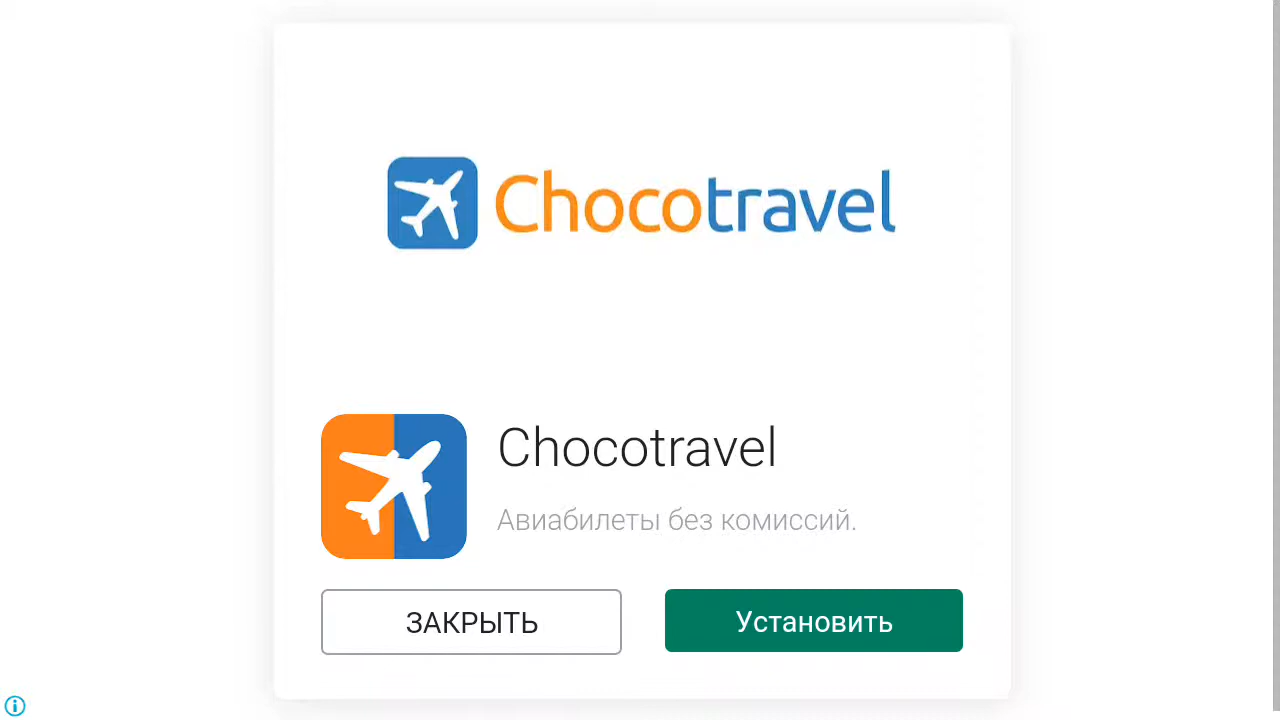 Chocotravel
Chocotravel
Авиабилеты без комиссий.
ЗАКРЫТЬ
Установить